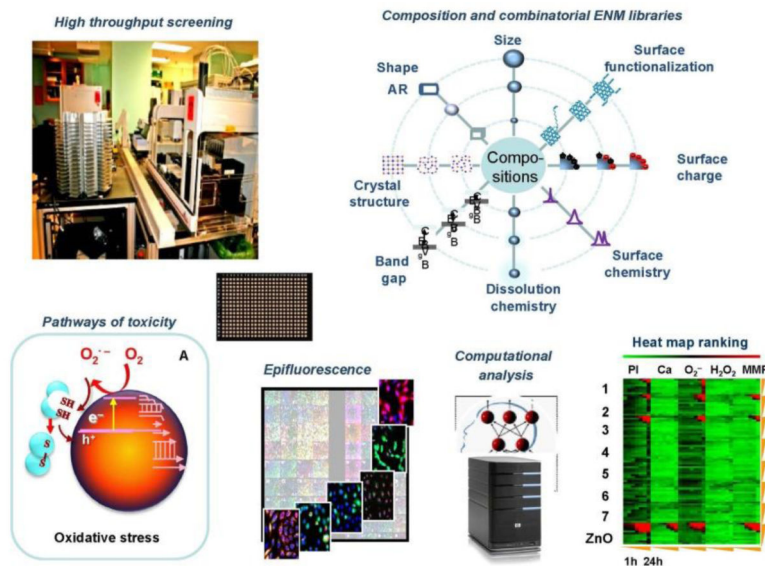 High throughput screening
Composition and combinatorial ENM libraries
Size
Surface
functionalization
Shape
AR
Compo-
sitions
Surface
charge
Crystal
structure
Band
gap
Surface
chemistry
Dissolution
chemistry
Pathways of toxicity
A
O₂·− O₂
SH
SH
e−
h+
S
S
Oxidative stress
Epifluorescence
Computational
analysis
Heat map ranking
PI Ca O₂− H₂O₂ MMP
1
2
3
4
5
6
7
ZnO
1h 24h